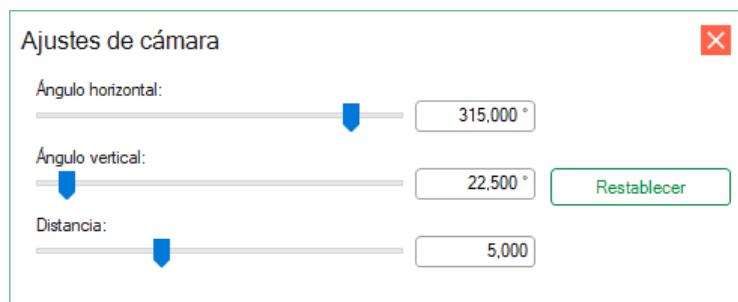 Ajustes de cámara
Ángulo horizontal:
315,000 °
Ángulo vertical:
22,500 °
Restablecer
Distancia:
5,000